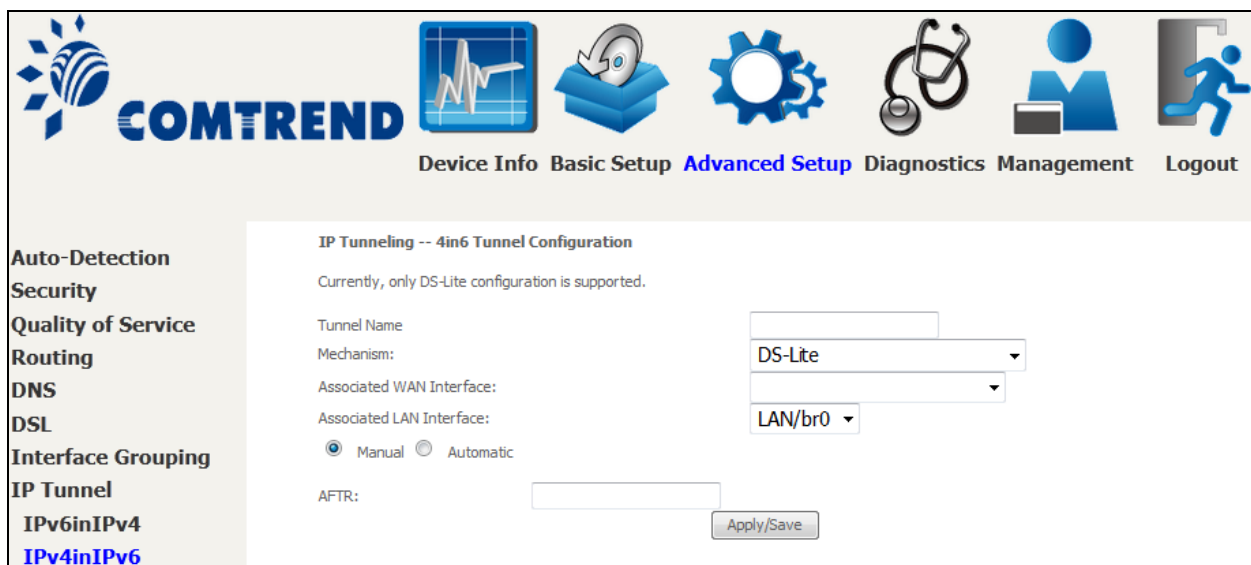 COMTREND
Device Info Basic Setup Advanced Setup Diagnostics Management Logout
Auto-Detection
Security
Quality of Service
Routing
DNS
DSL
Interface Grouping
IP Tunnel
IPv6inIPv4
IPv4inIPv6
IP Tunneling -- 4in6 Tunnel Configuration
Currently, only DS-Lite configuration is supported.
Tunnel Name
Mechanism: DS-Lite
Associated WAN Interface:
Associated LAN Interface: LAN/br0
Manual Automatic
AFTR:
Apply/Save